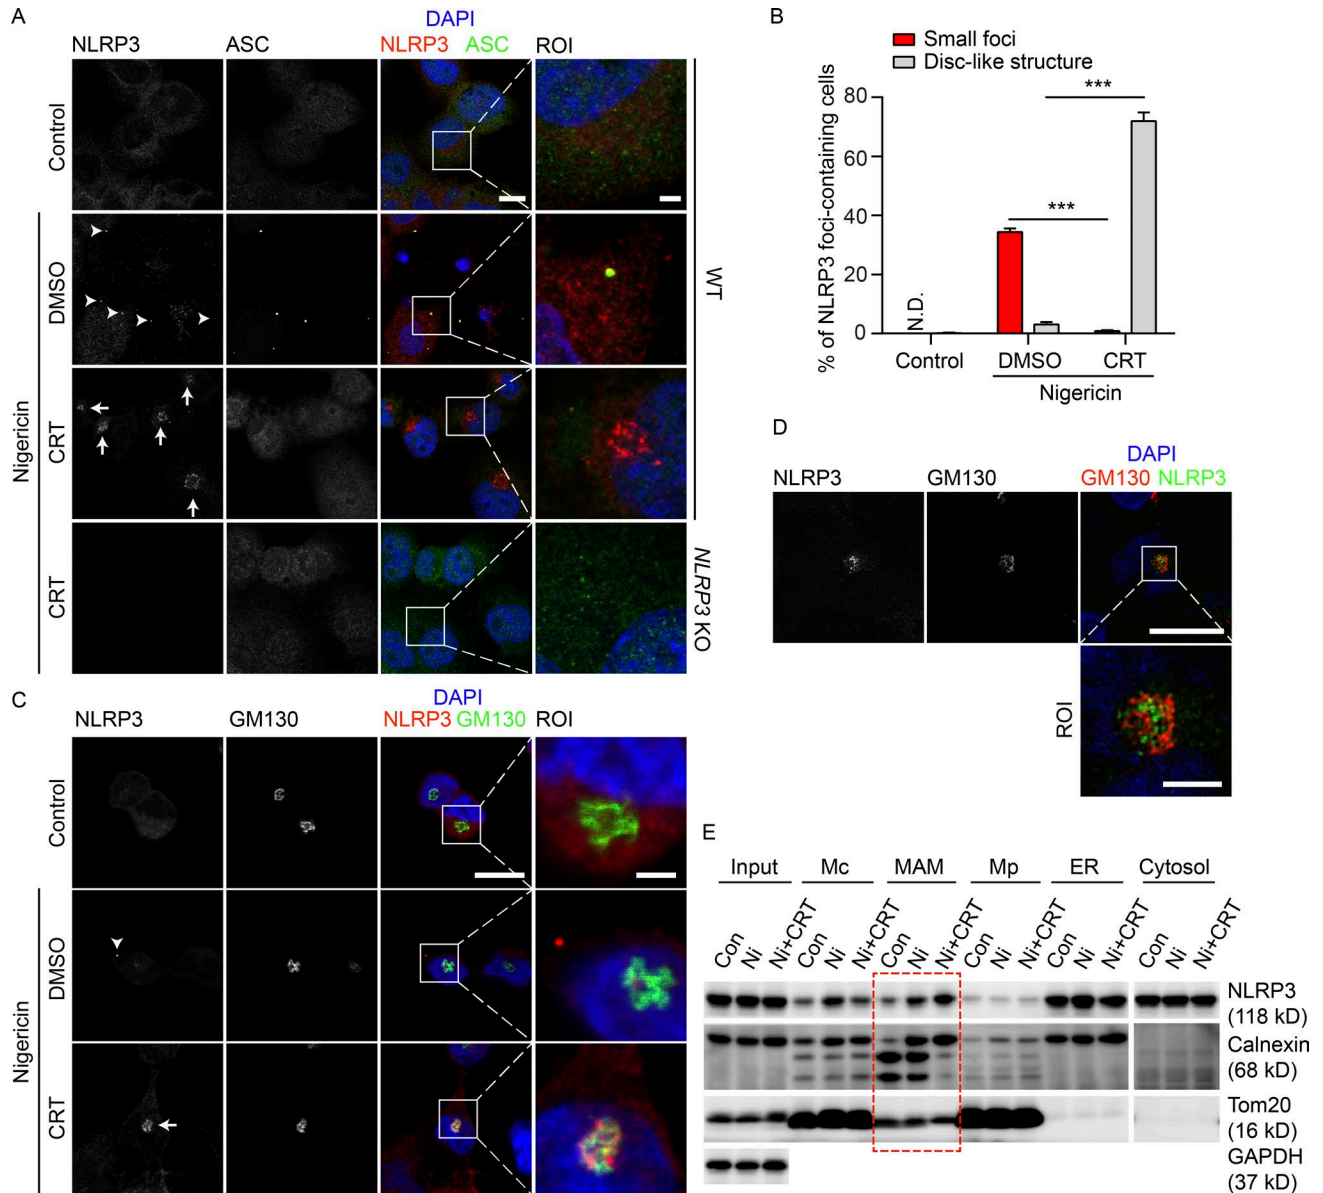 A
DAPI
NLRP3 ASC NLRP3 ASC ROI
Control
DMSO
CRT
CRT
Nigericin
WT
NLRP3 KO
B
Small foci
Disc-like structure
% of NLRP3 foci-containing cells
80
60
40
20
0
N.D.
***
***
Control DMSO CRT
Nigericin
C
DAPI
NLRP3 GM130 NLRP3 GM130 ROI
Control
DMSO
CRT
Nigericin
D
DAPI
NLRP3 GM130 GM130 NLRP3
ROI
E
Input Mc MAM Mp ER Cytosol
Con Ni Ni+CRT Con Ni Ni+CRT Con Ni Ni+CRT Con Ni Ni+CRT Con Ni Ni+CRT Con Ni Ni+CRT
NLRP3
(118 kD)
Calnexin
(68 kD)
Tom20
(16 kD)
GAPDH
(37 kD)